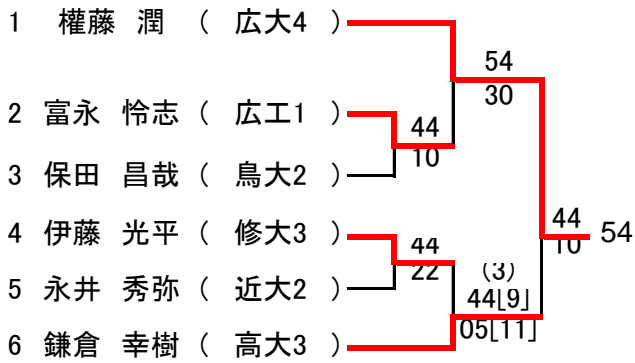 1 權藤 潤 ( 広大4 )
54
30
2 富永 怜志 ( 広工1 )
44
10
3 保田 昌哉 ( 鳥大2 )
4 伊藤 光平 ( 修大3 )
44
22
44
10
54
5 永井 秀弥 ( 近大2 )
(3)
44[9]
05[11]
6 鎌倉 幸樹 ( 高大3 )